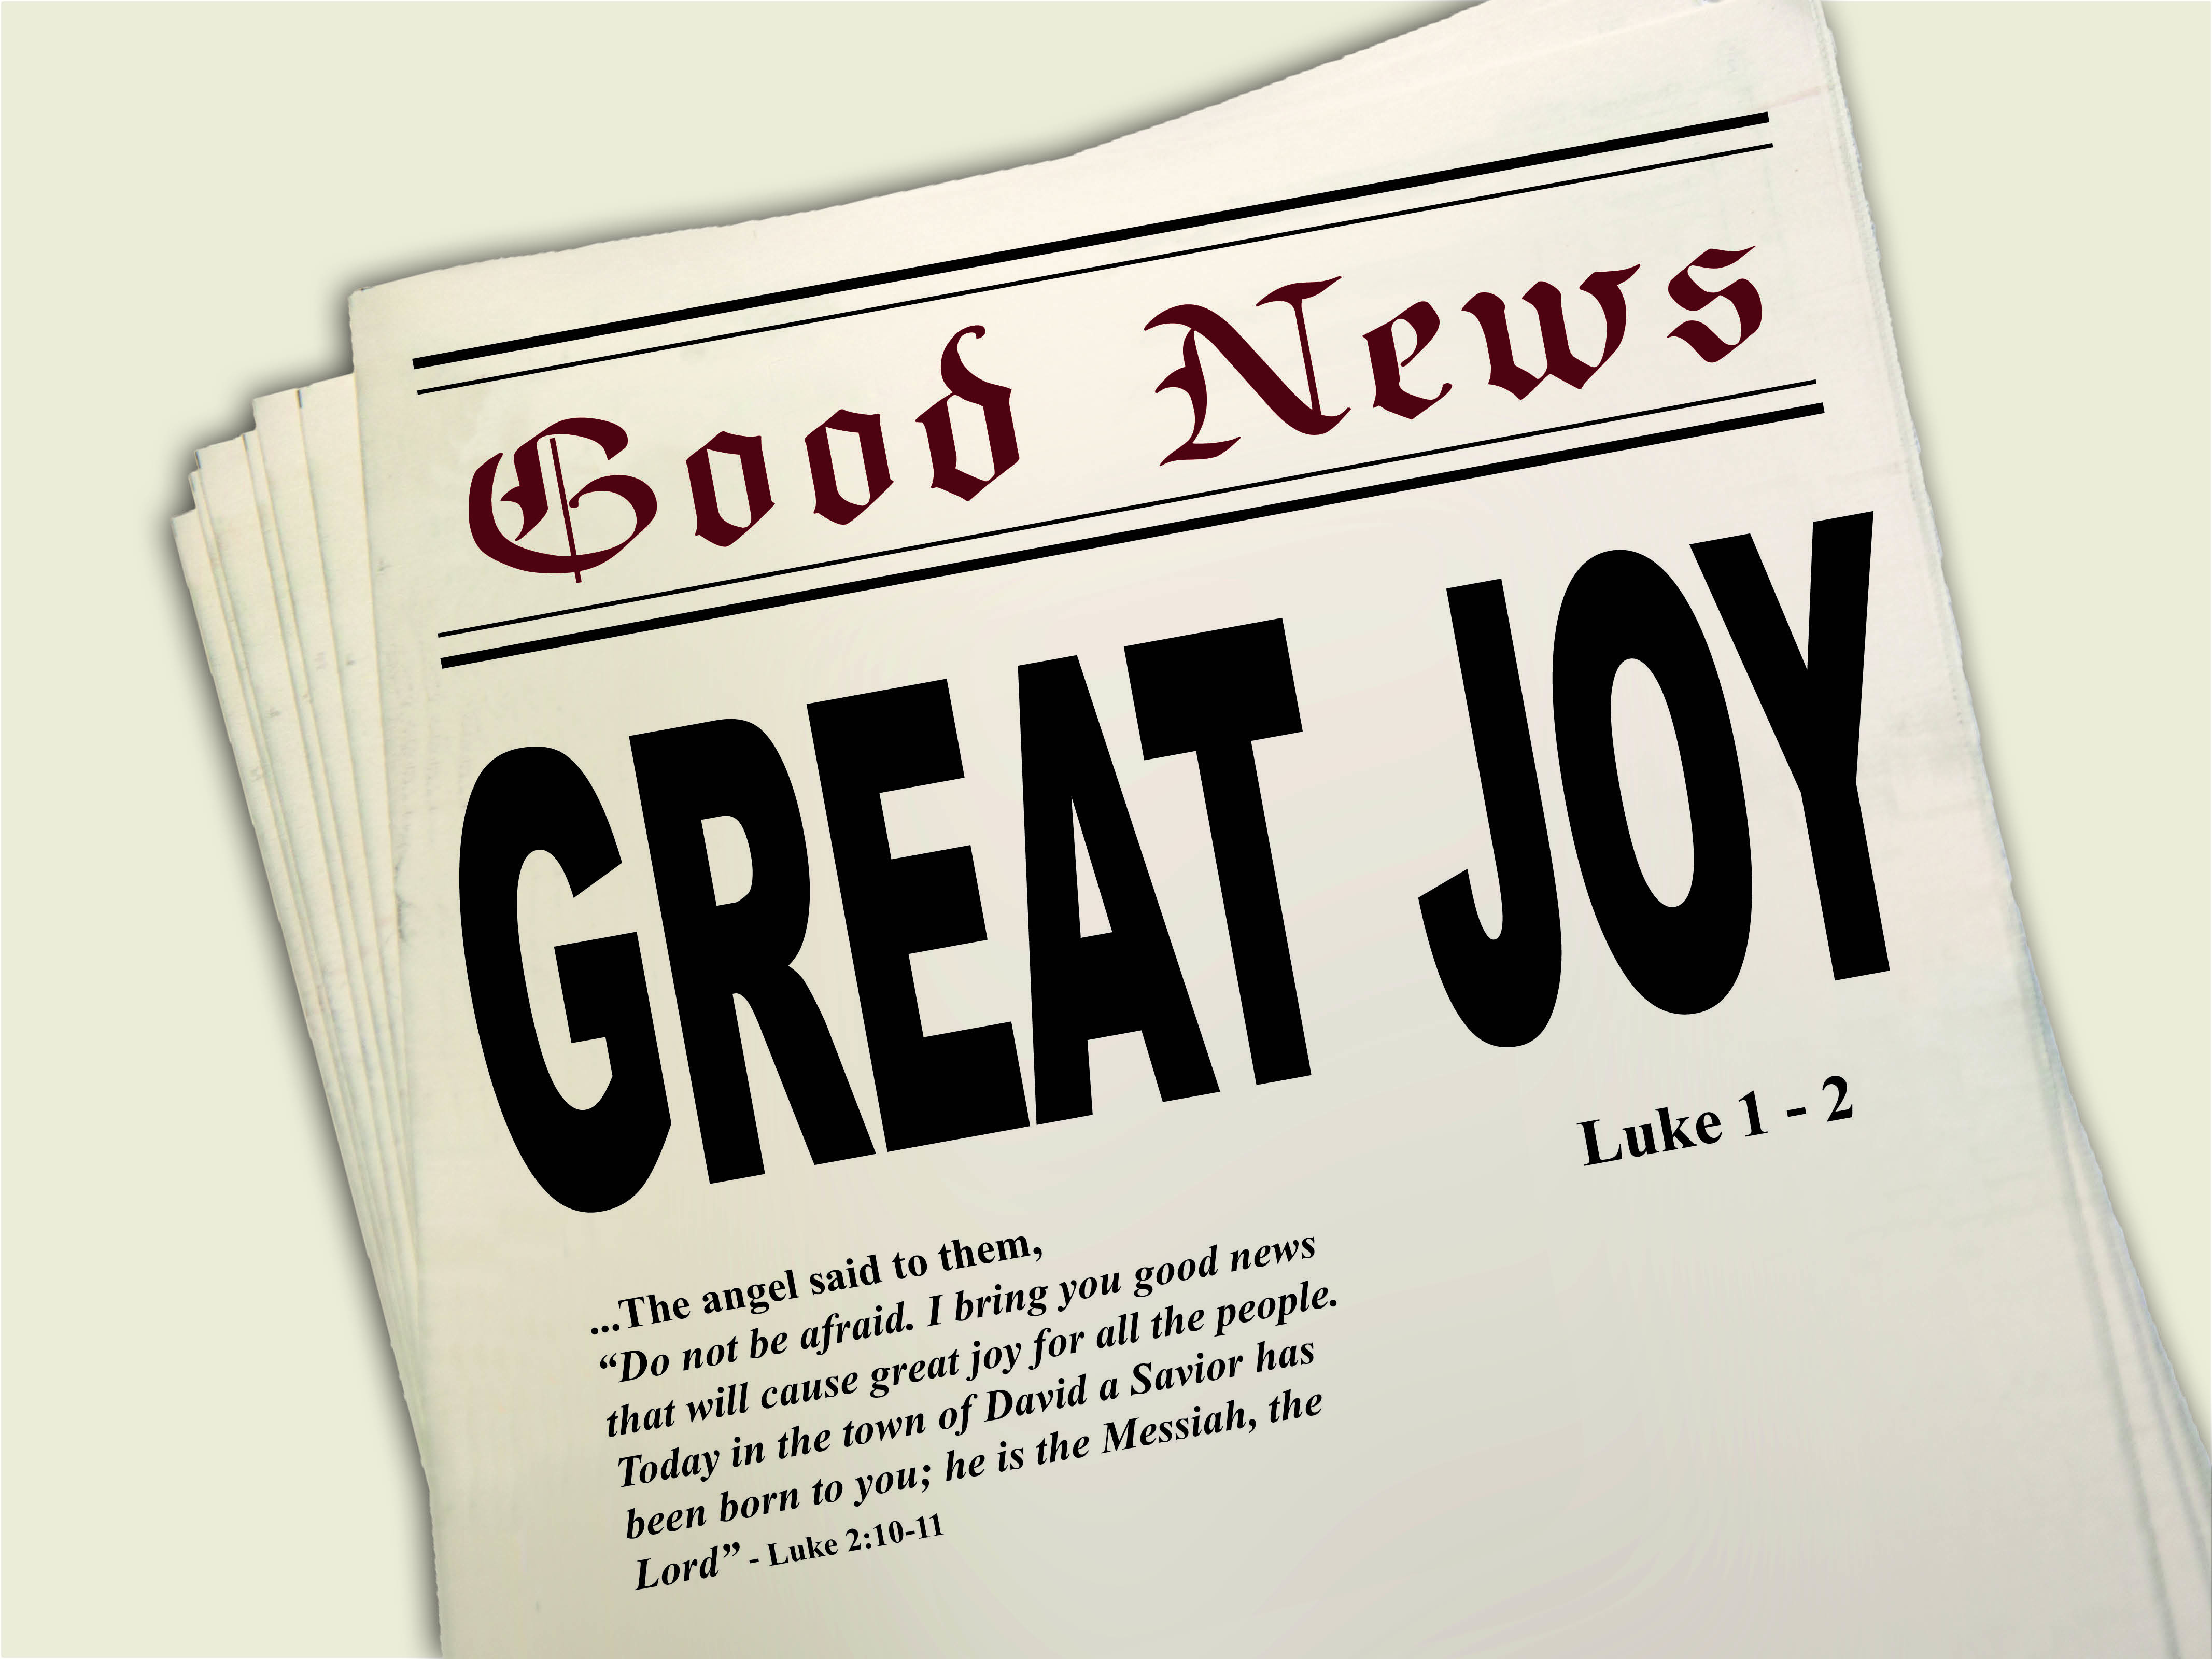 Good News
GREAT JOY
Luke 1 - 2
...The angel said to them,
“Do not be afraid. I bring you good news
that will cause great joy for all the people.
Today in the town of David a Savior has
been born to you; he is the Messiah, the
Lord” - Luke 2:10-11